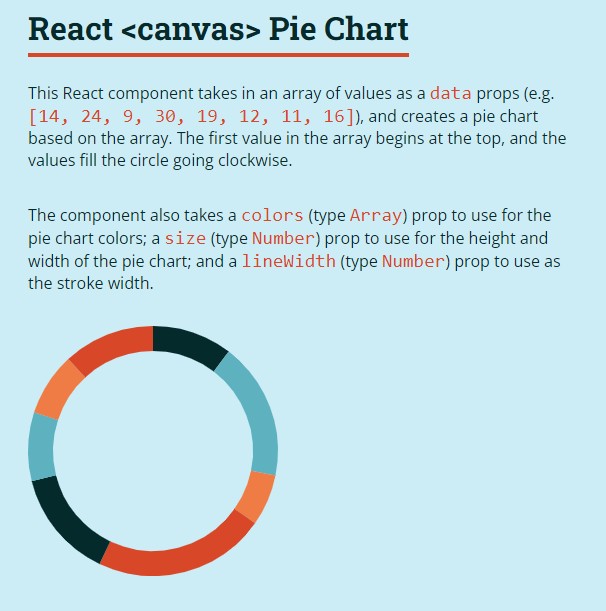 React <canvas> Pie Chart
This React component takes in an array of values as a data props (e.g.
[14, 24, 9, 30, 19, 12, 11, 16]), and creates a pie chart
based on the array. The first value in the array begins at the top, and the
values fill the circle going clockwise.
The component also takes a colors (type Array) prop to use for the
pie chart colors; a size (type Number) prop to use for the height and
width of the pie chart; and a lineWidth (type Number) prop to use as
the stroke width.